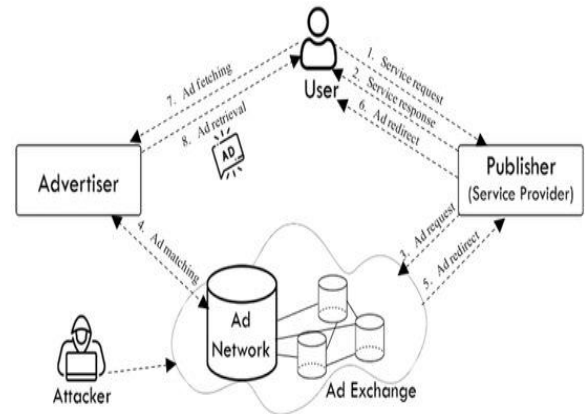 User
1. Service request
2. Service response
6. Ad redirect
7. Ad fetching
8. Ad retrieval
AD
Advertiser
Publisher
(Service Provider)
4. Ad matching
3. Ad request
5. Ad redirect
Ad
Network
Ad Exchange
Attacker